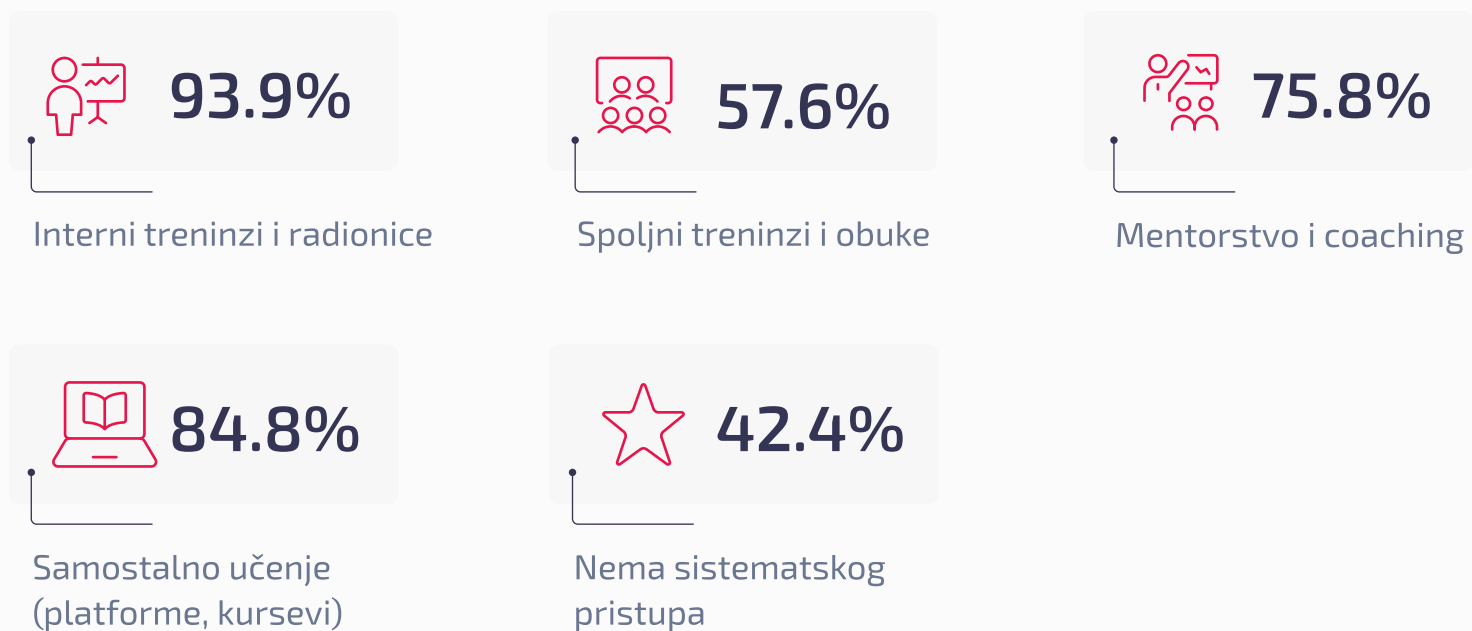 93.9%
Interni treninzi i radionice
57.6%
Spoljni treninzi i obuke
75.8%
Mentorstvo i coaching
84.8%
Samostalno učenje
(platforme, kursevi)
42.4%
Nema sistematskog
pristupa